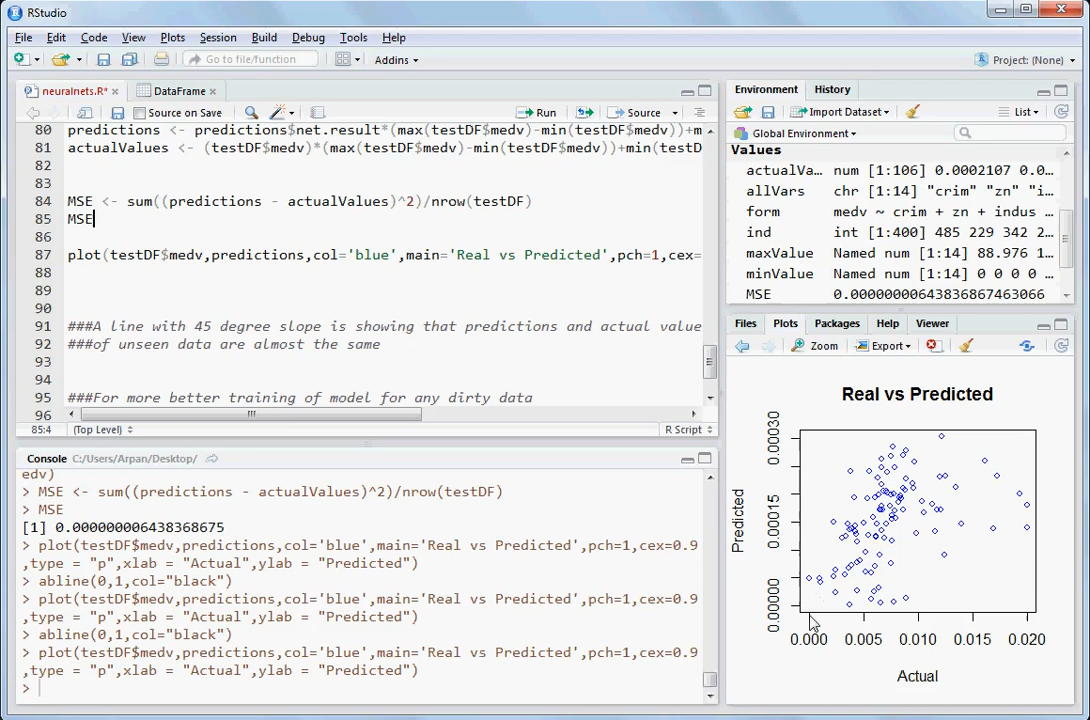 RStudio
File Edit Code View Plots Session Build Debug Tools Help
Go to file/function Addins Project: (None)
neuralnets.R* DataFrame
Source on Save Run Source
80 predictions <- predictions$net.result*(max(testDF$medv)-min(testDF$medv))+m
81 actualValues <- (testDF$medv)*(max(testDF$medv)-min(testDF$medv))+min(testD
82
83
84 MSE <- sum((predictions - actualValues)^2)/nrow(testDF)
85 MSE
86
87 plot(testDF$medv,predictions,col='blue',main='Real vs Predicted',pch=1,cex=
88
89
90
91 ###A line with 45 degree slope is showing that predictions and actual value
92 ###of unseen data are almost the same
93
94
95 ###For more better training of model for any dirty data
96
85:4 (Top Level) R Script
Console C:/Users/Arpan/Desktop/
edv)
> MSE <- sum((predictions - actualValues)^2)/nrow(testDF)
> MSE
[1] 0.000000006438368675
> plot(testDF$medv,predictions,col='blue',main='Real vs Predicted',pch=1,cex=0.9
,type = "p",xlab = "Actual",ylab = "Predicted")
> abline(0,1,col="black")
> plot(testDF$medv,predictions,col='blue',main='Real vs Predicted',pch=1,cex=0.9
,type = "p",xlab = "Actual",ylab = "Predicted")
> abline(0,1,col="black")
> plot(testDF$medv,predictions,col='blue',main='Real vs Predicted',pch=1,cex=0.9
,type = "p",xlab = "Actual",ylab = "Predicted")
>
Environment History
Import Dataset List
Global Environment
Values
actualVa… num [1:106] 0.0002107 0.0…
allVars chr [1:14] "crim" "zn" "i…
form medv ~ crim + zn + indus …
ind int [1:400] 485 229 342 2…
maxValue Named num [1:14] 88.976 1…
minValue Named num [1:14] 0 0 0 0 …
MSE 0.00000000643836867463066
Files Plots Packages Help Viewer
Zoom Export
Real vs Predicted
Predicted
0.00030
0.00015
0.00000
0.000 0.005 0.010 0.015 0.020
Actual